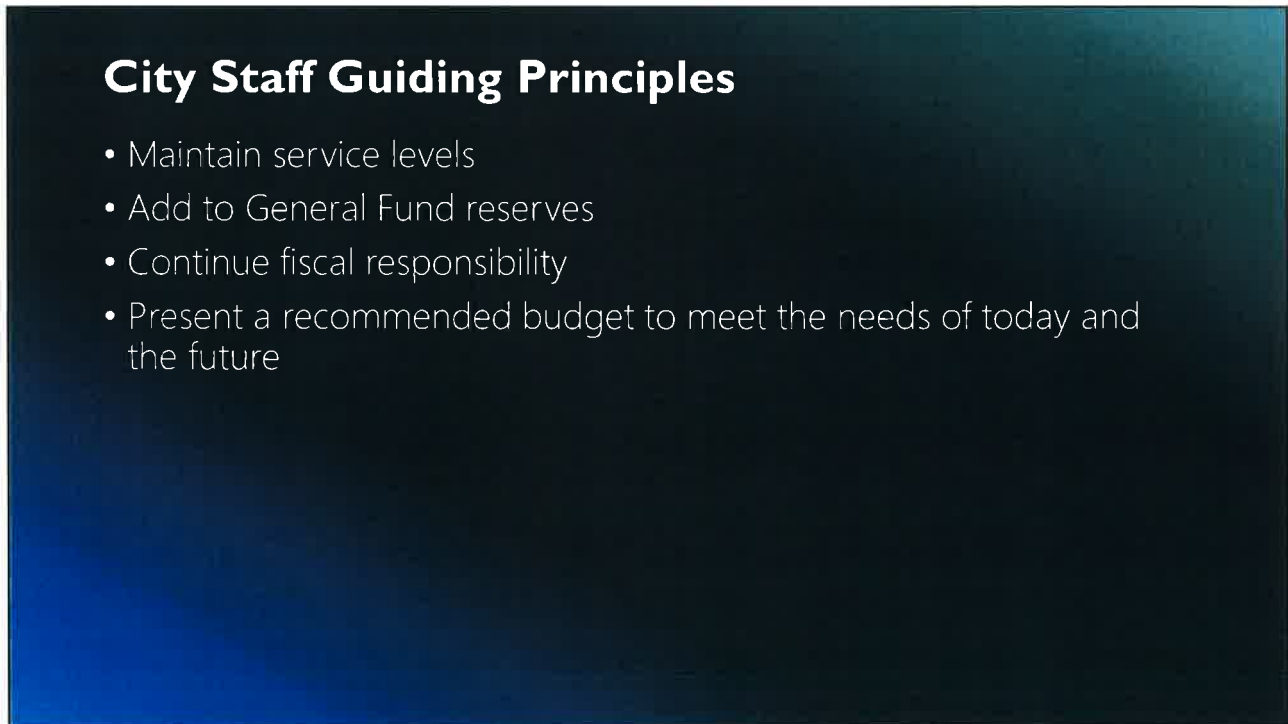 City Staff Guiding Principles
• Maintain service levels
• Add to General Fund reserves
• Continue fiscal responsibility
• Present a recommended budget to meet the needs of today and
the future